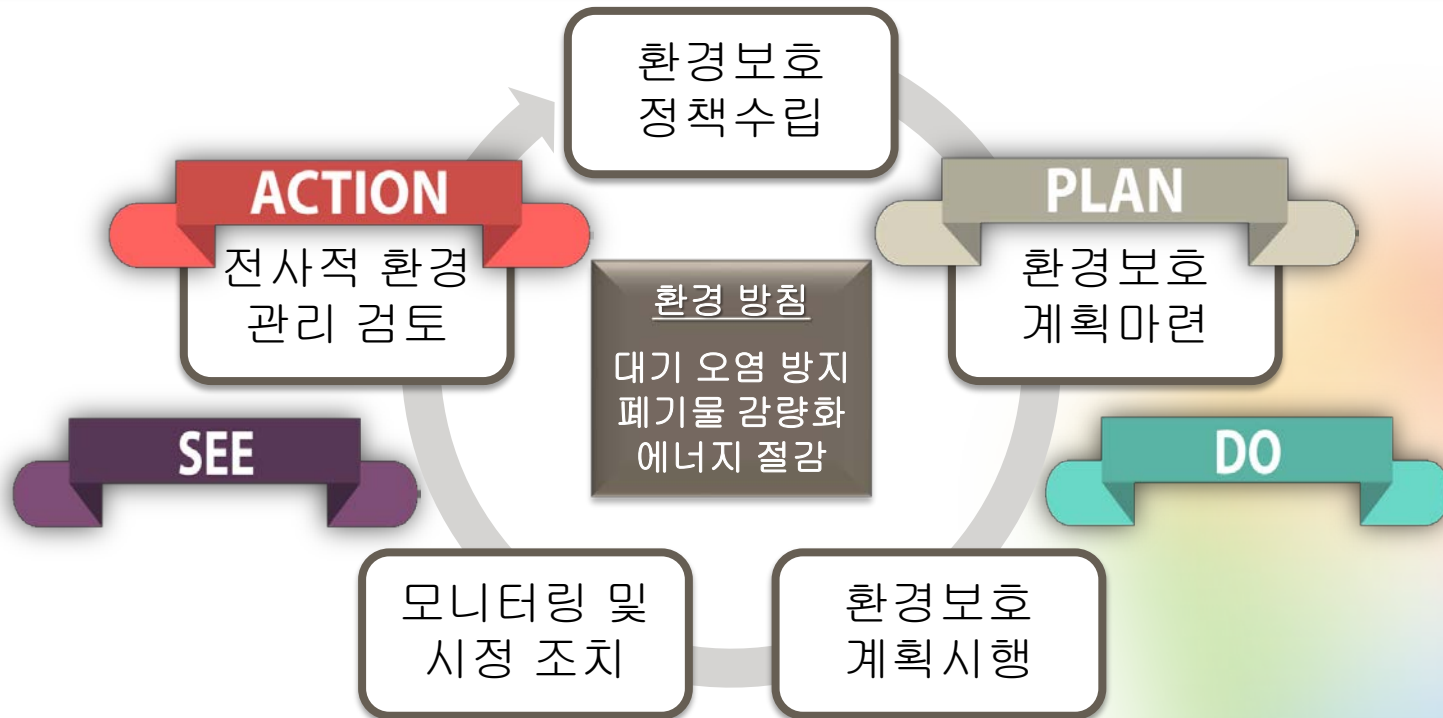 환경보호
정책수립
ACTION
전사적 환경
관리 검토
PLAN
환경보호
계획마련
환경 방침
대기 오염 방지
폐기물 감량화
에너지 절감
SEE
DO
모니터링 및
시정 조치
환경보호
계획시행